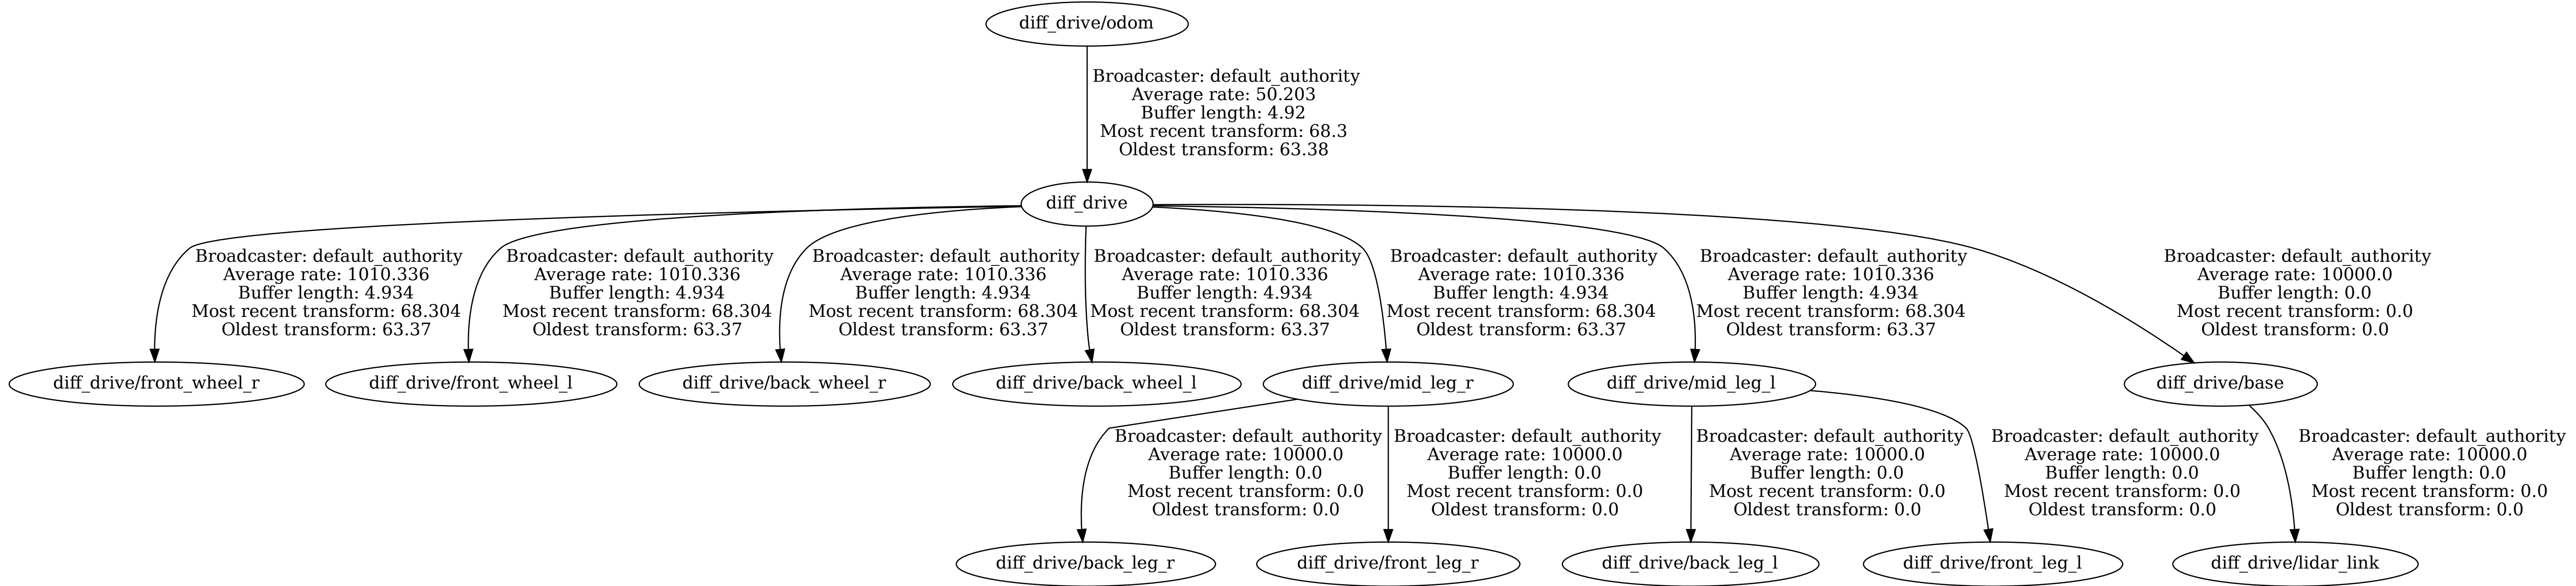 diff_drive/odom
Broadcaster: default_authority
Average rate: 50.203
Buffer length: 4.92
Most recent transform: 68.3
Oldest transform: 63.38
diff_drive
Broadcaster: default_authority
Average rate: 1010.336
Buffer length: 4.934
Most recent transform: 68.304
Oldest transform: 63.37
Broadcaster: default_authority
Average rate: 1010.336
Buffer length: 4.934
Most recent transform: 68.304
Oldest transform: 63.37
Broadcaster: default_authority
Average rate: 1010.336
Buffer length: 4.934
Most recent transform: 68.304
Oldest transform: 63.37
Broadcaster: default_authority
Average rate: 1010.336
Buffer length: 4.934
Most recent transform: 68.304
Oldest transform: 63.37
Broadcaster: default_authority
Average rate: 1010.336
Buffer length: 4.934
Most recent transform: 68.304
Oldest transform: 63.37
Broadcaster: default_authority
Average rate: 1010.336
Buffer length: 4.934
Most recent transform: 68.304
Oldest transform: 63.37
Broadcaster: default_authority
Average rate: 10000.0
Buffer length: 0.0
Most recent transform: 0.0
Oldest transform: 0.0
diff_drive/front_wheel_r
diff_drive/front_wheel_l
diff_drive/back_wheel_r
diff_drive/back_wheel_l
diff_drive/mid_leg_r
diff_drive/mid_leg_l
diff_drive/base
Broadcaster: default_authority
Average rate: 10000.0
Buffer length: 0.0
Most recent transform: 0.0
Oldest transform: 0.0
Broadcaster: default_authority
Average rate: 10000.0
Buffer length: 0.0
Most recent transform: 0.0
Oldest transform: 0.0
Broadcaster: default_authority
Average rate: 10000.0
Buffer length: 0.0
Most recent transform: 0.0
Oldest transform: 0.0
Broadcaster: default_authority
Average rate: 10000.0
Buffer length: 0.0
Most recent transform: 0.0
Oldest transform: 0.0
Broadcaster: default_authority
Average rate: 10000.0
Buffer length: 0.0
Most recent transform: 0.0
Oldest transform: 0.0
diff_drive/back_leg_r
diff_drive/front_leg_r
diff_drive/back_leg_l
diff_drive/front_leg_l
diff_drive/lidar_link